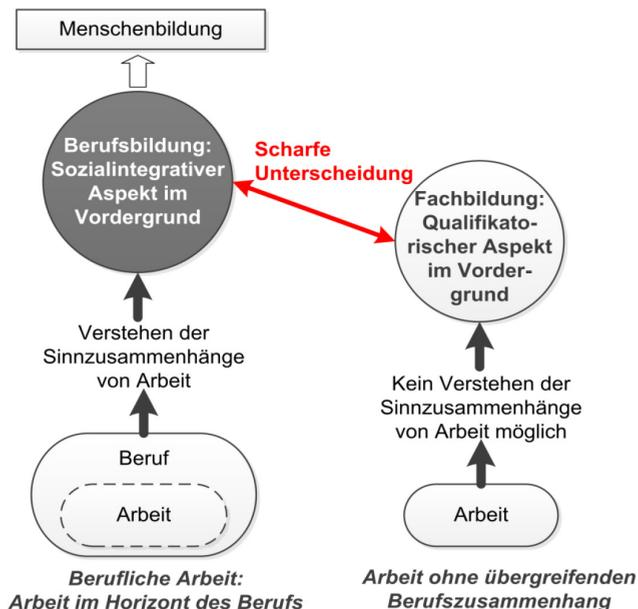 Menschenbildung
Berufsbildung:
Sozialintegrativer
Aspekt im
Vordergrund
Scharfe
Unterscheidung
Fachbildung:
Qualifikato-
rischer Aspekt
im Vorder-
grund
Verstehen der
Sinnzusammenhänge
von Arbeit
Kein Verstehen der
Sinnzusammenhänge
von Arbeit möglich
Beruf
Arbeit
Arbeit
Berufliche Arbeit:
Arbeit im Horizont des Berufs
Arbeit ohne übergreifenden
Berufszusammenhang